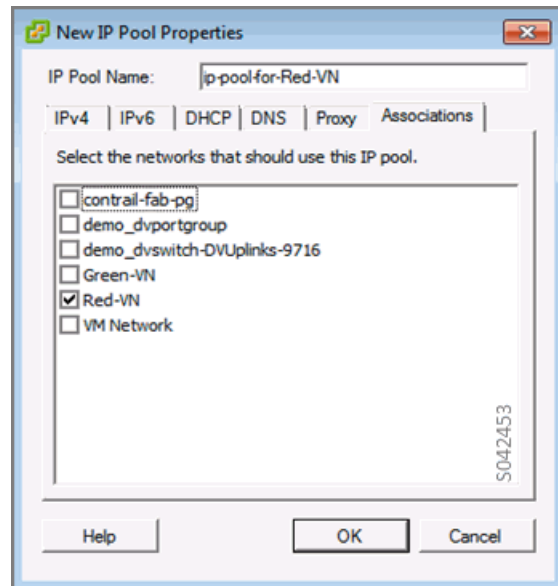 New IP Pool Properties
IP Pool Name: ip-pool-for-Red-VN
IPv4 IPv6 DHCP DNS Proxy Associations
Select the networks that should use this IP pool.
contrail-fab-pg
demo_dvportgroup
demo_dvswitch-DVUplinks-9716
Green-VN
Red-VN
VM Network
S042453
Help OK Cancel